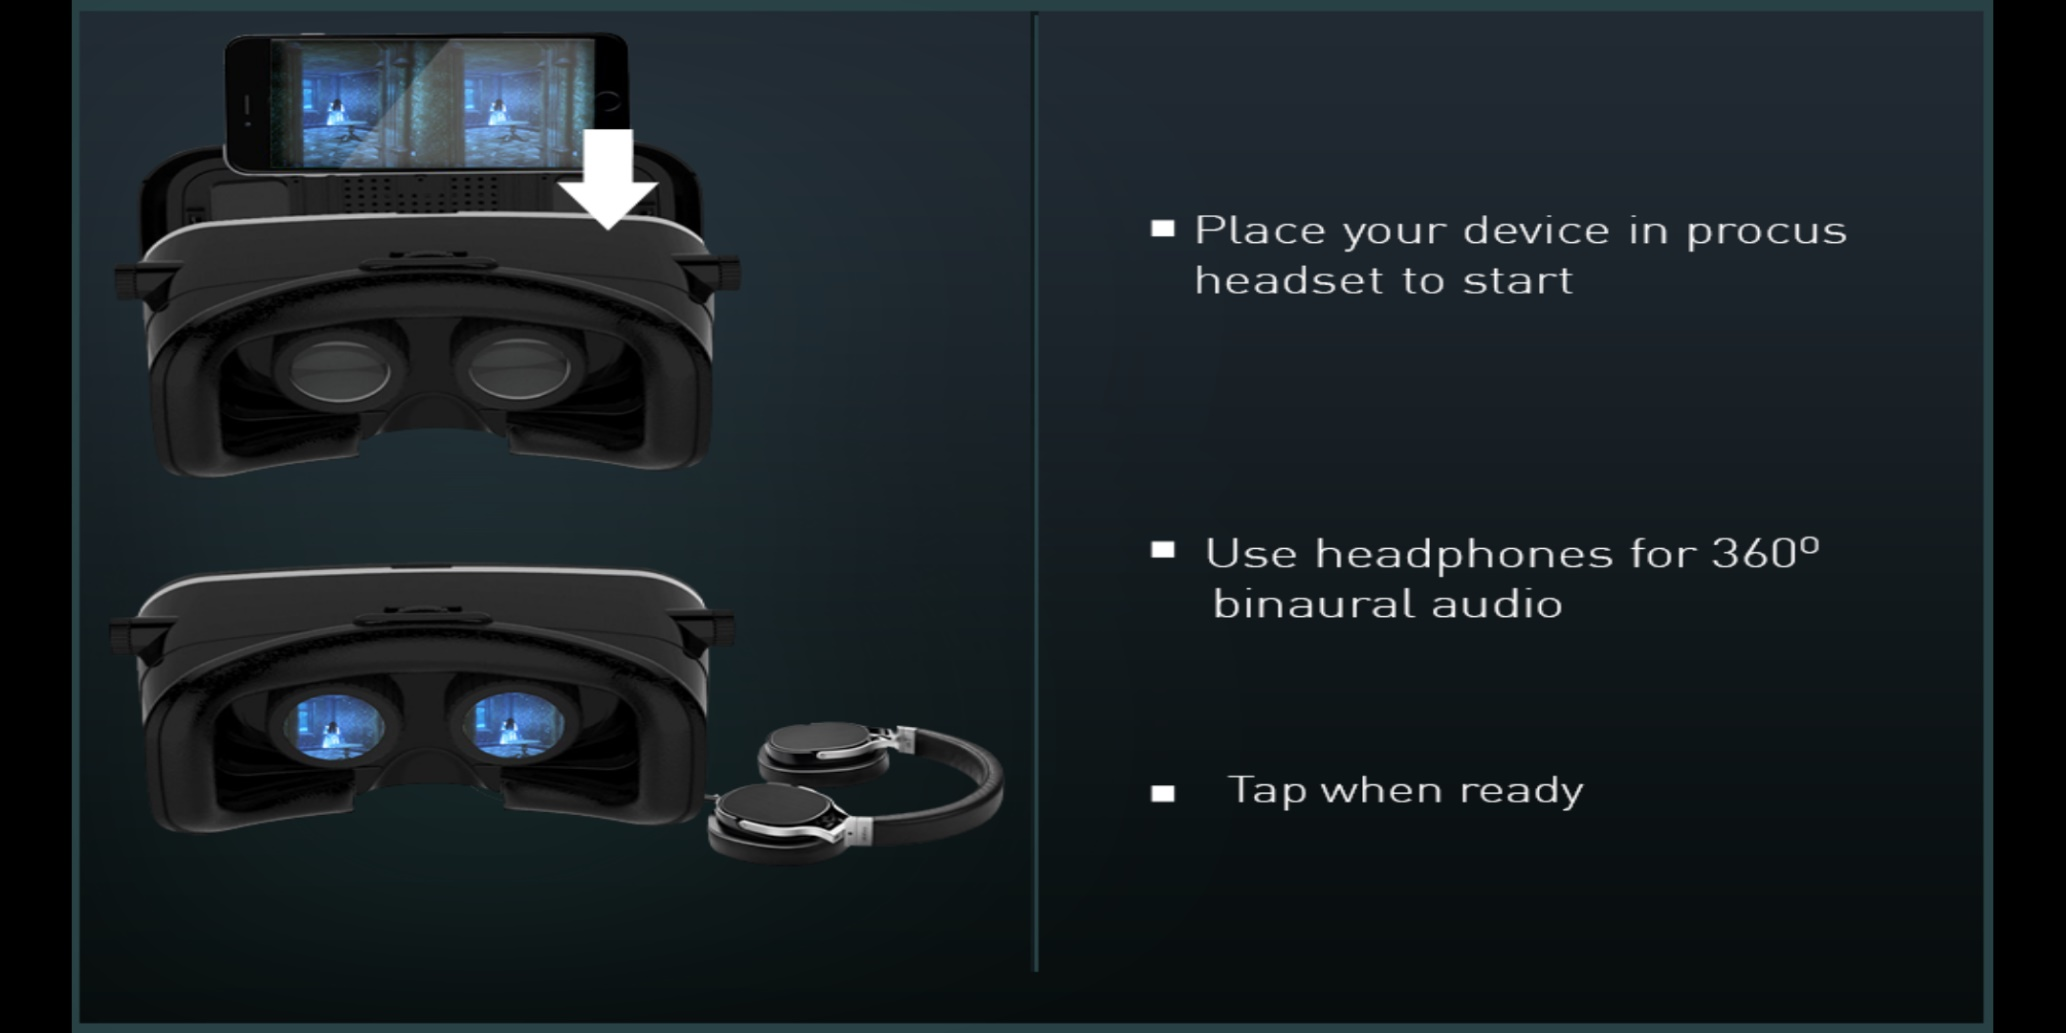 Place your device in procus
headset to start
Use headphones for 360º
binaural audio
Tap when ready